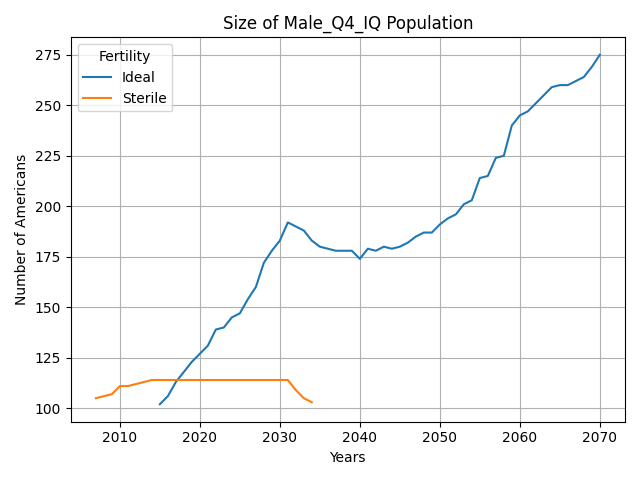 Size of Male_Q4_IQ Population
Fertility
Ideal
Sterile
Number of Americans
275
250
225
200
175
150
125
100
2010 2020 2030 2040 2050 2060 2070
Years